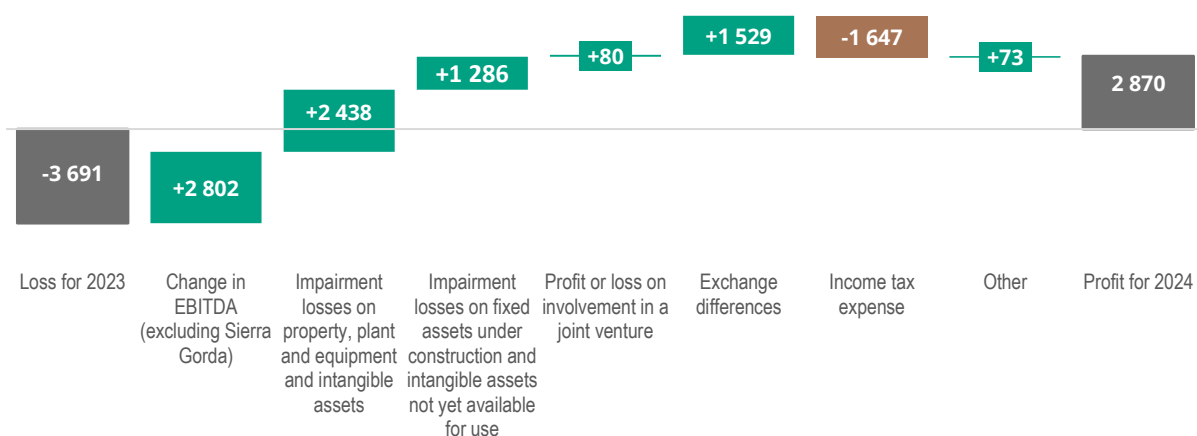 -3 691
+2 802
+2 438
+1 286
+80
+1 529
-1 647
+73
2 870
Loss for 2023
Change in
EBITDA
(excluding Sierra
Gorda)
Impairment
losses on
property, plant
and equipment
and intangible
assets
Impairment
losses on fixed
assets under
construction and
intangible assets
not yet available
for use
Profit or loss on
involvement in a
joint venture
Exchange
differences
Income tax
expense
Other
Profit for 2024